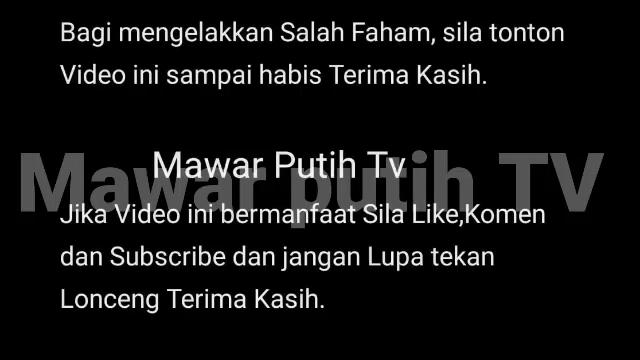 Bagi mengelakkan Salah Faham, sila tonton
Video ini sampai habis Terima Kasih.
Mawar Putih Tv
Mawar putih TV
Jika Video ini bermanfaat Sila Like,Komen
dan Subscribe dan jangan Lupa tekan
Lonceng Terima Kasih.